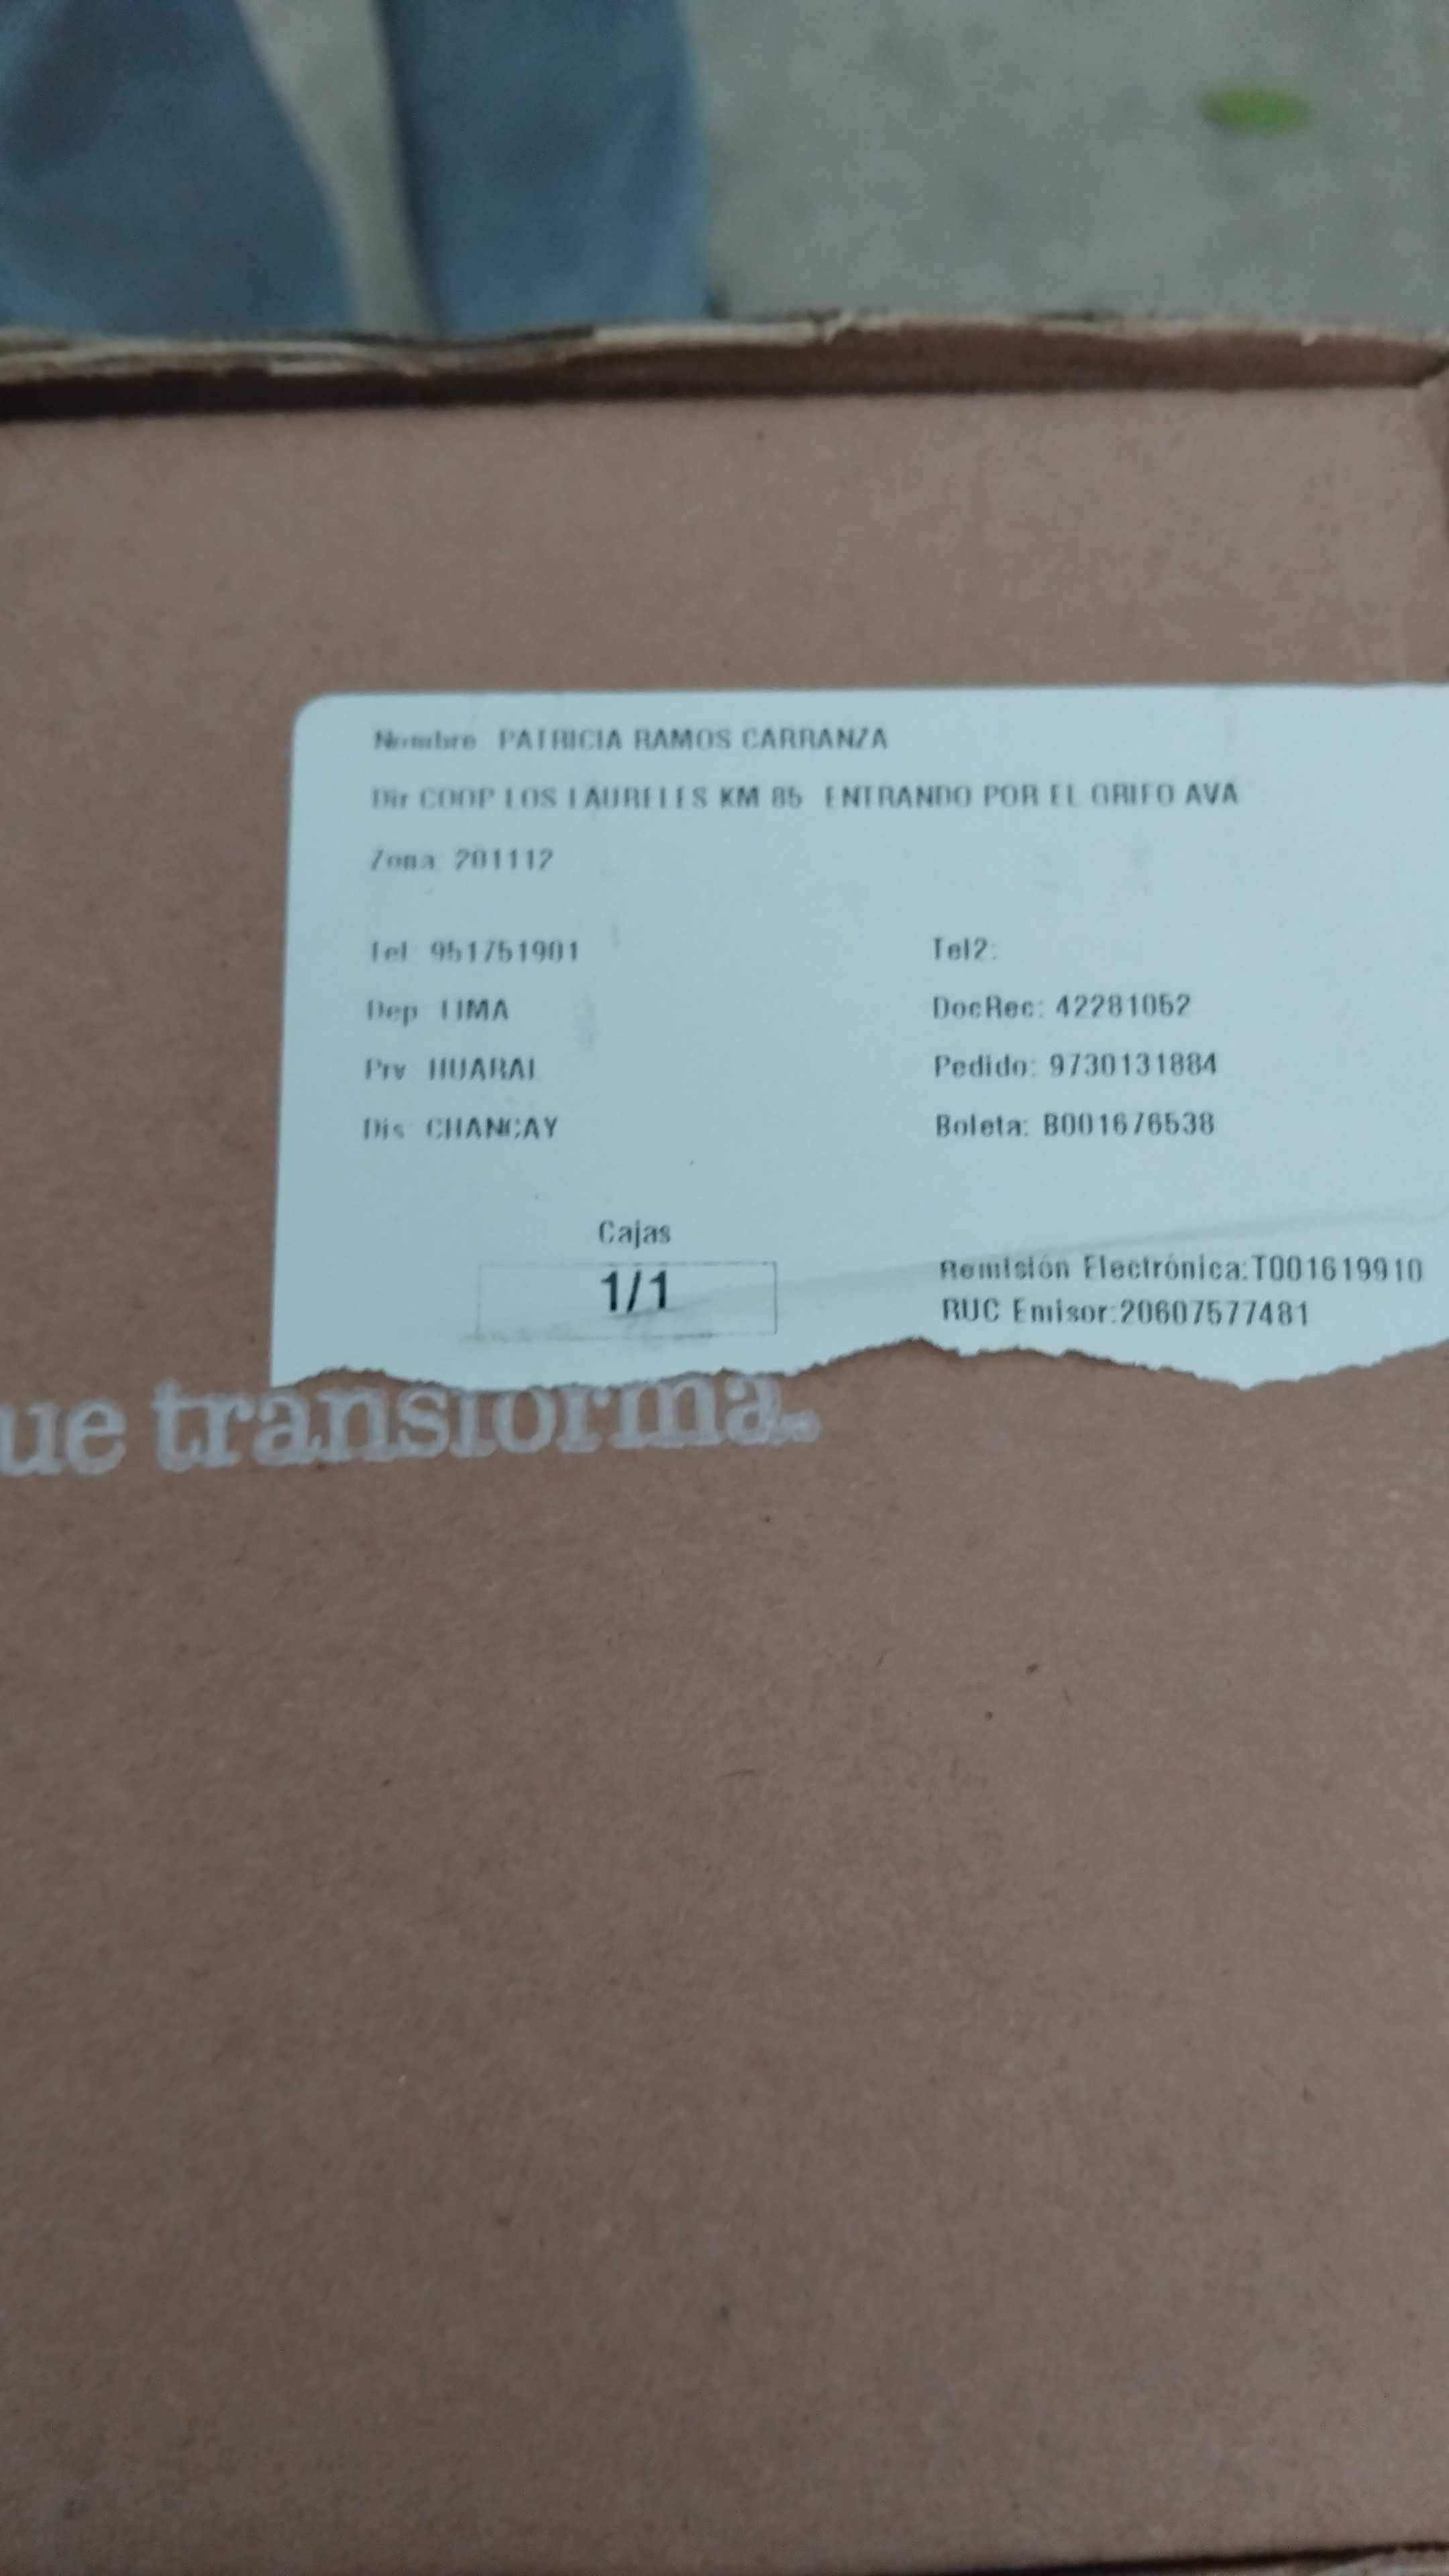 Nombre PATRICIA RAMOS CARRANZA
Dir COOP LOS LAURELES KM 85 ENTRANDO POR EL GRIFO AVA
Zona: 201112
Tel: 951751901
Tel2:
Dep LIMA
DocRec: 42281052
Prv HUARAL
Pedido: 9730131884
Dis: CHANCAY
Boleta: B001676538
Cajas
1/1
Remisión Electrónica:T001619910
RUC Emisor:20607577481
ue transforma.